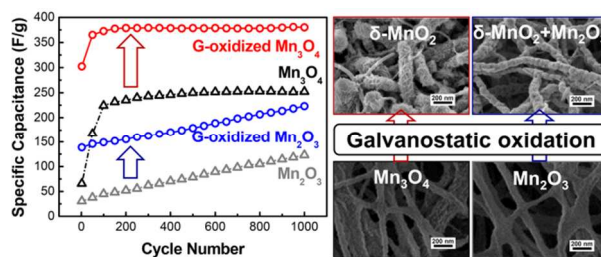 400
350
300
250
200
150
100
50
0
Specific Capacitance (F/g)
G-oxidized Mn₃O₄
Mn₃O₄
G-oxidized Mn₂O₃
Mn₂O₃
0 200 400 600 800 1000
Cycle Number
δ-MnO₂
200 nm
δ-MnO₂+Mn₂O₃
200 nm
Galvanostatic oxidation
Mn₃O₄
200 nm
Mn₂O₃
200 nm